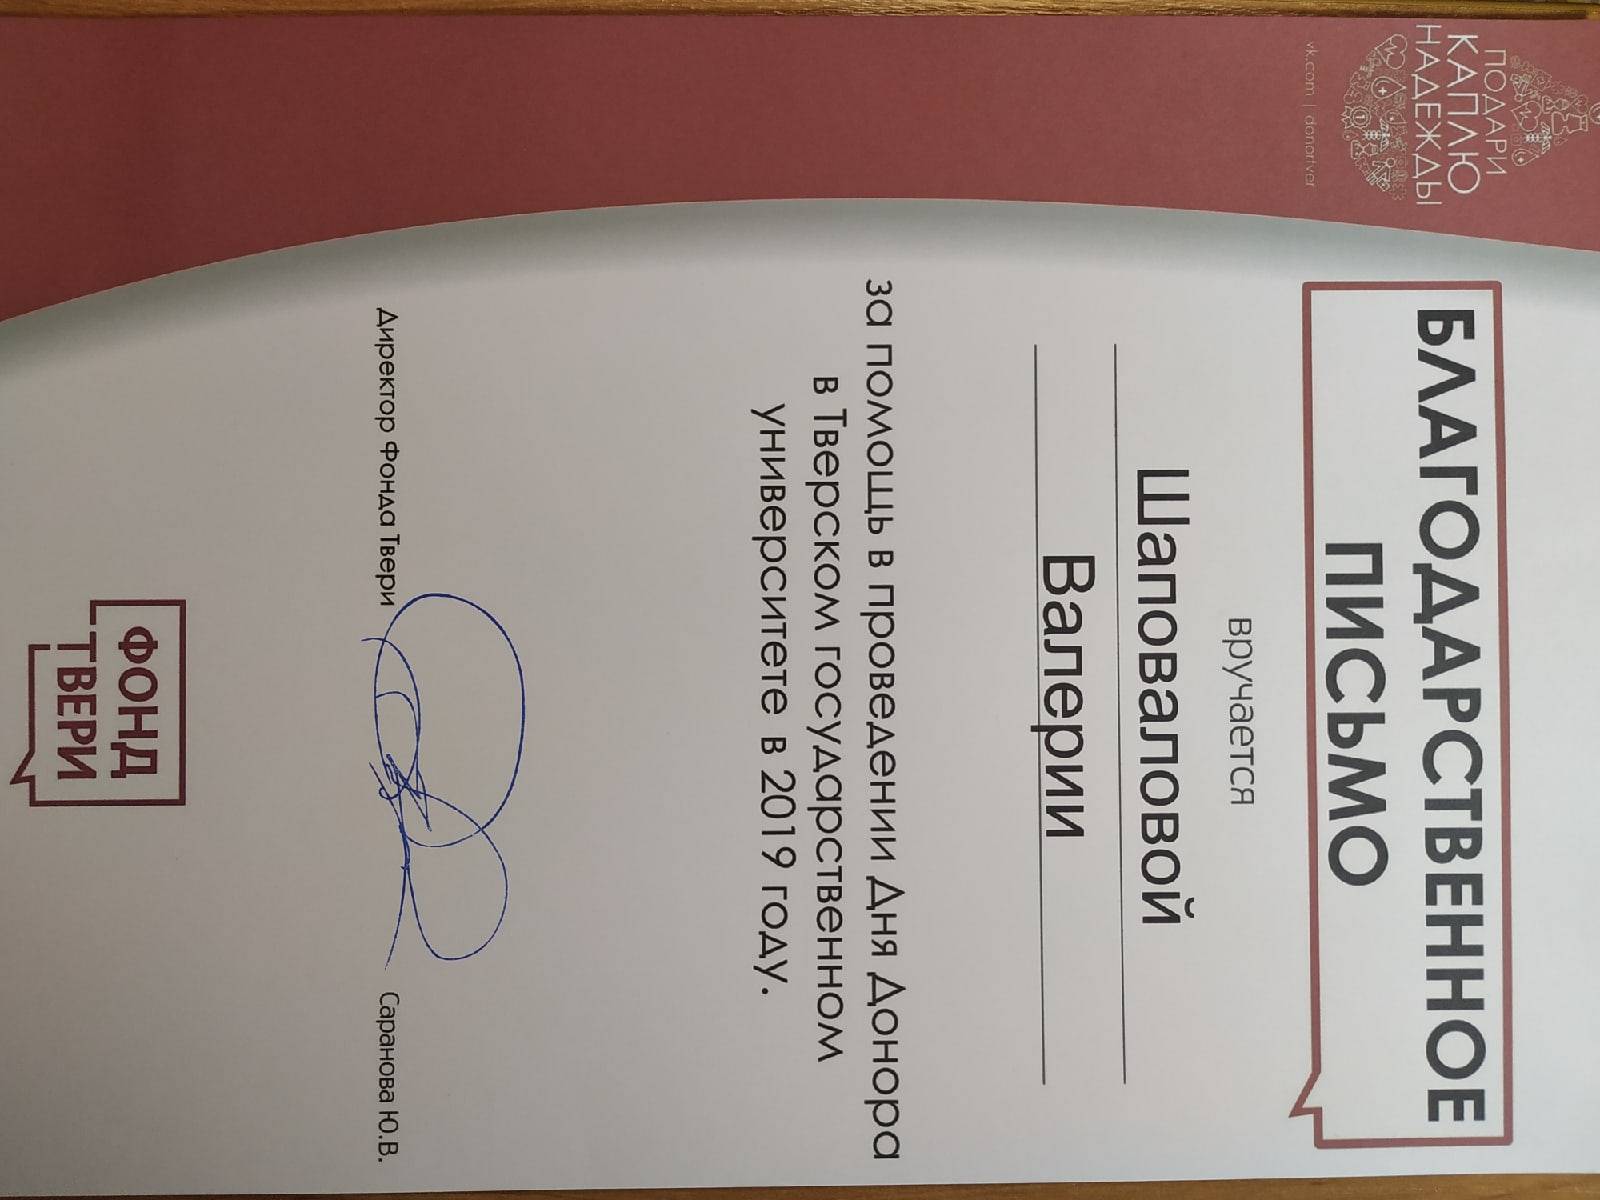 ПОДАРИ
КАПЛЮ
НАДЕЖДЫ
vk.com | donortver
БЛАГОДАРСТВЕННОЕ
ПИСЬМО
вручается
Шаповаловой
Валерии
за помощь в проведении Дня Донора
в Тверском государственном
университете в 2019 году.
Директор Фонда Твери Саранова Ю.В.
ФОНД
ТВЕРИ